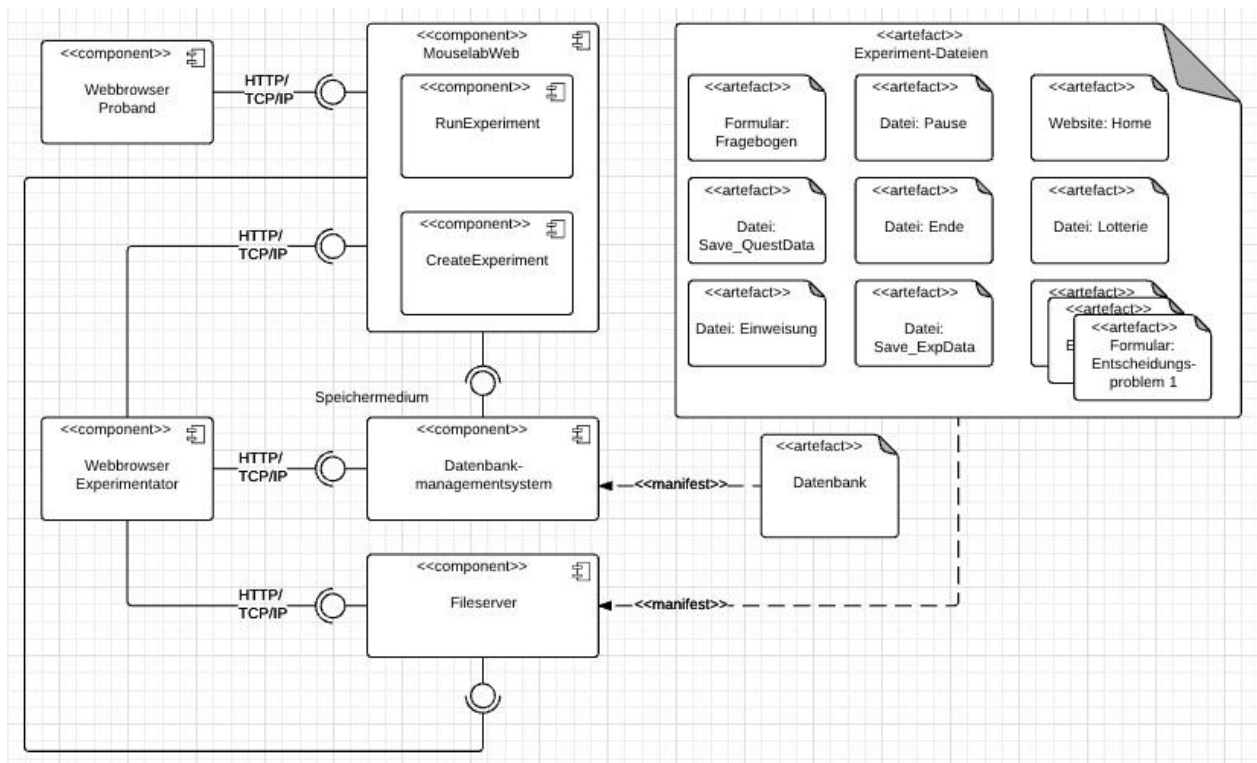 <<component>>
Webbrowser
Proband
HTTP/
TCP/IP
<<component>>
MouselabWeb
<<component>>
RunExperiment
<<component>>
CreateExperiment
HTTP/
TCP/IP
Speichermedium
<<component>>
Webbrowser
Experimentator
HTTP/
TCP/IP
<<component>>
Datenbank-
managementsystem
HTTP/
TCP/IP
<<component>>
Fileserver
<<artefact>>
Experiment-Dateien
<<artefact>>
Formular:
Fragebogen
<<artefact>>
Datei: Pause
<<artefact>>
Website: Home
<<artefact>>
Datei:
Save_QuestData
<<artefact>>
Datei: Ende
<<artefact>>
Datei: Lotterie
<<artefact>>
Datei: Einweisung
<<artefact>>
Datei:
Save_ExpData
<<artefact>>
<<artefact>>
<<artefact>>
Formular:
Entscheidungs-
problem 1
<<artefact>>
Datenbank
<<manifest>>
<<manifest>>